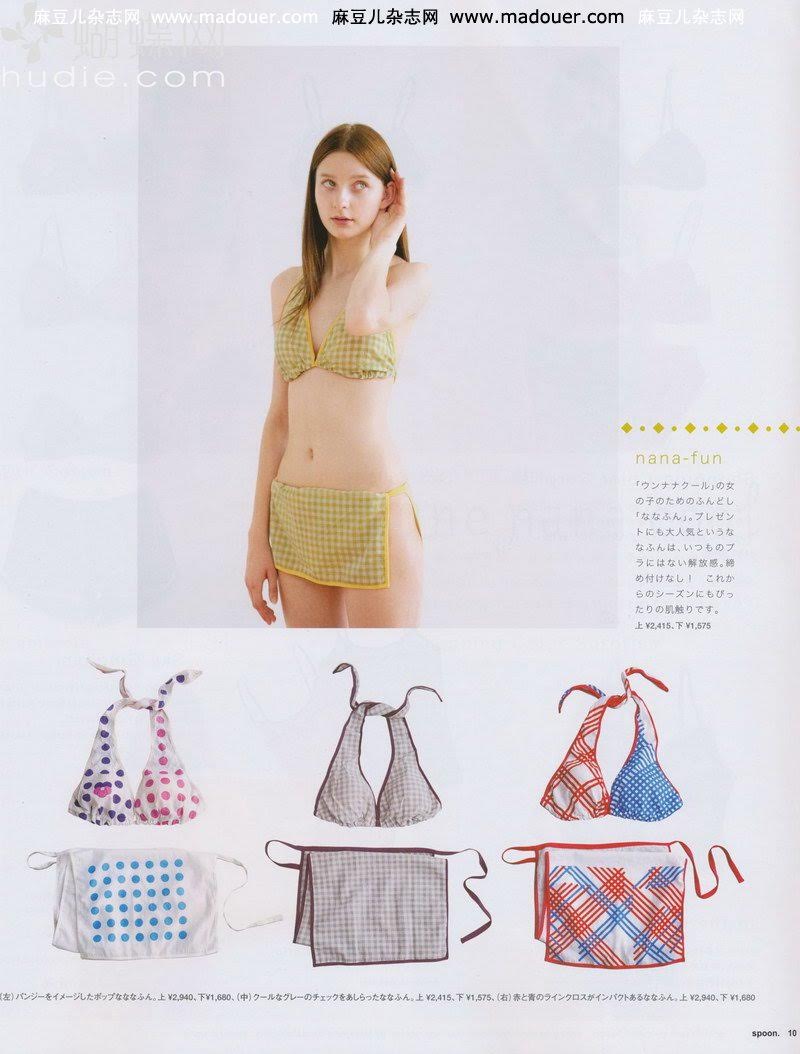 www.madouer.com 麻豆儿杂志网 www.madouer.com 麻豆儿杂志网
蝴蝶网
hudie.com
nana-fun
「ウンナナクール」の女
の子のためのふんどし
「ななふん」。プレゼン
トにも大人気というな
なふんは、いつものブ
ラにはない解放感。締
め付けなし！ これか
らのシーズンにもぴっ
たりの肌触りです。
上 ¥2,415、下 ¥1,575
（左）パンジーをイメージしたポップなななふん。上 ¥2,940、下¥1,680、（中）クールなグレーのチェックをあしらったななふん。上 ¥2,415、下 ¥1,575、（右）赤と青のラインクロスがインパクトあるななふん。上 ¥2,940、下 ¥1,680
spoon. 10